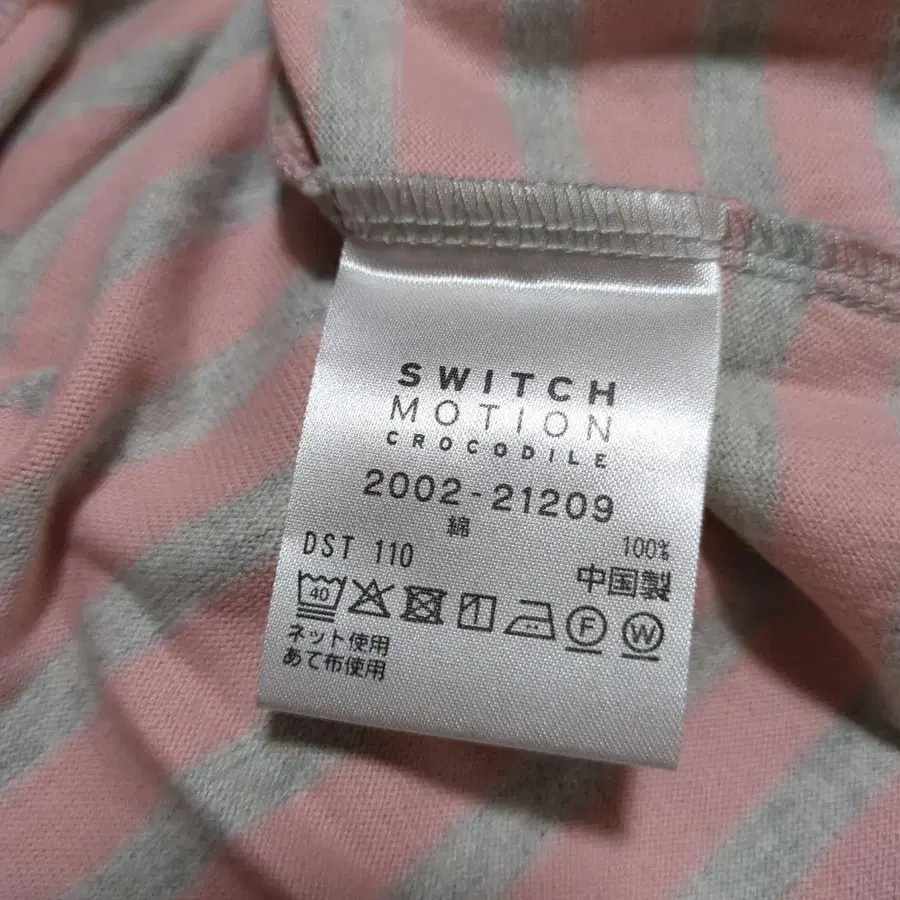 SWITCH
MOTION
CROCODILE
2002-21209
綿 100%
DST 110
中国製
40 F W
ネット使用
あて布使用